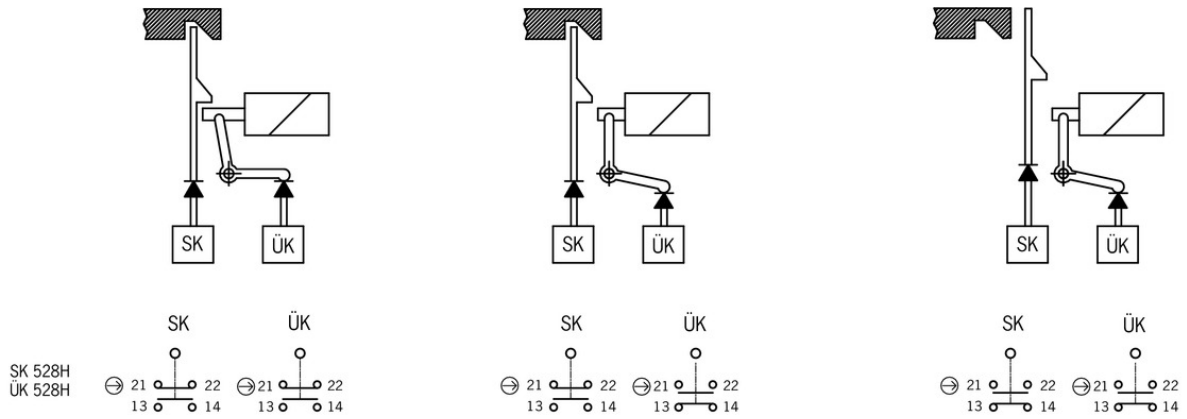 SK ÜK SK ÜK SK ÜK
SK ÜK SK ÜK SK ÜK
SK 528H
ÜK 528H
21 22 21 22 21 22 21 22 21 22 21 22
13 14 13 14 13 14 13 14 13 14 13 14